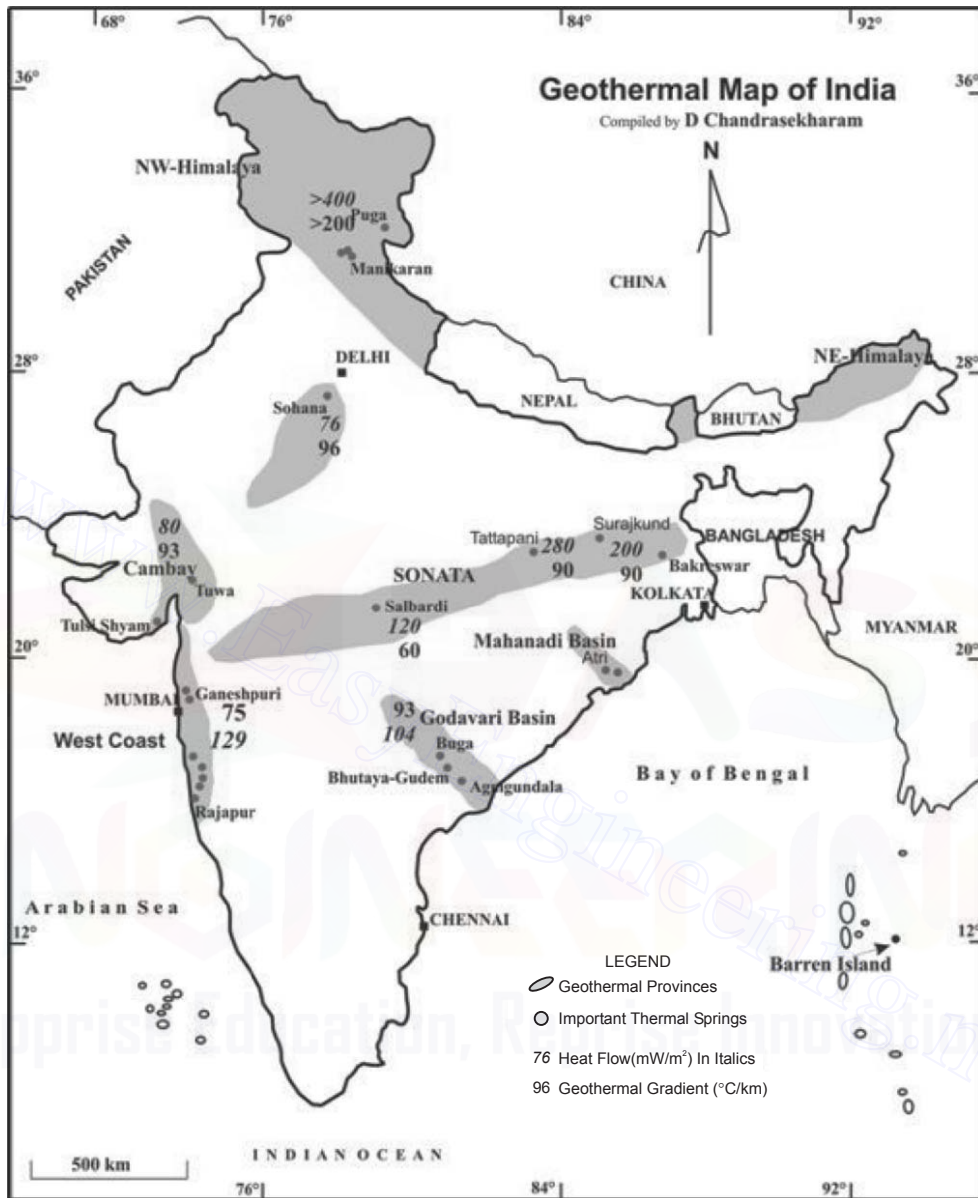 68°
76°
84°
92°
36°
36°
Geothermal Map of India
Compiled by D Chandrasekharam
N
NW-Himalaya
>400
>200
Puga
Manikaran
PAKISTAN
CHINA
28°
28°
DELHI
NE-Himalaya
NEPAL
BHUTAN
Sohana
76
96
80
93
Cambay
Tuwa
Tulsi Shyam
Tattapani
Surajkund
280
200
90
90
Bakreswar
BANGLADESH
SONATA
KOLKATA
Salbardi
120
60
MYANMAR
20°
20°
Mahanadi Basin
Atri
MUMBAI
Ganeshpuri
75
129
West Coast
Rajapur
93
104
Godavari Basin
Buga
Bhutaya-Gudem
Agnigundala
Bay of Bengal
Arabian Sea
CHENNAI
12°
12°
Barren Island
LEGEND
Geothermal Provinces
Important Thermal Springs
76 Heat Flow(mW/m²) In Italics
96 Geothermal Gradient (°C/km)
INDIAN OCEAN
500 km
76°
84°
92°